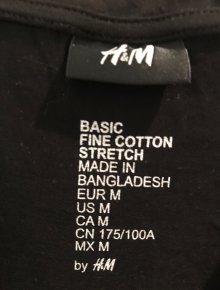 H&M
BASIC
FINE COTTON
STRETCH
MADE IN
BANGLADESH
EUR M
US M
CA M
CN 175/100A
MX M
by H&M